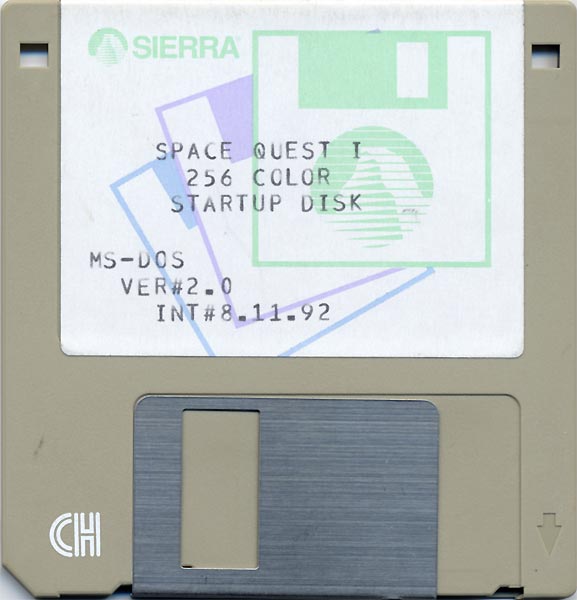 SIERRA
SPACE QUEST I
256 COLOR
STARTUP DISK
MS-DOS
VER#2.0
INT#8.11.92
CH